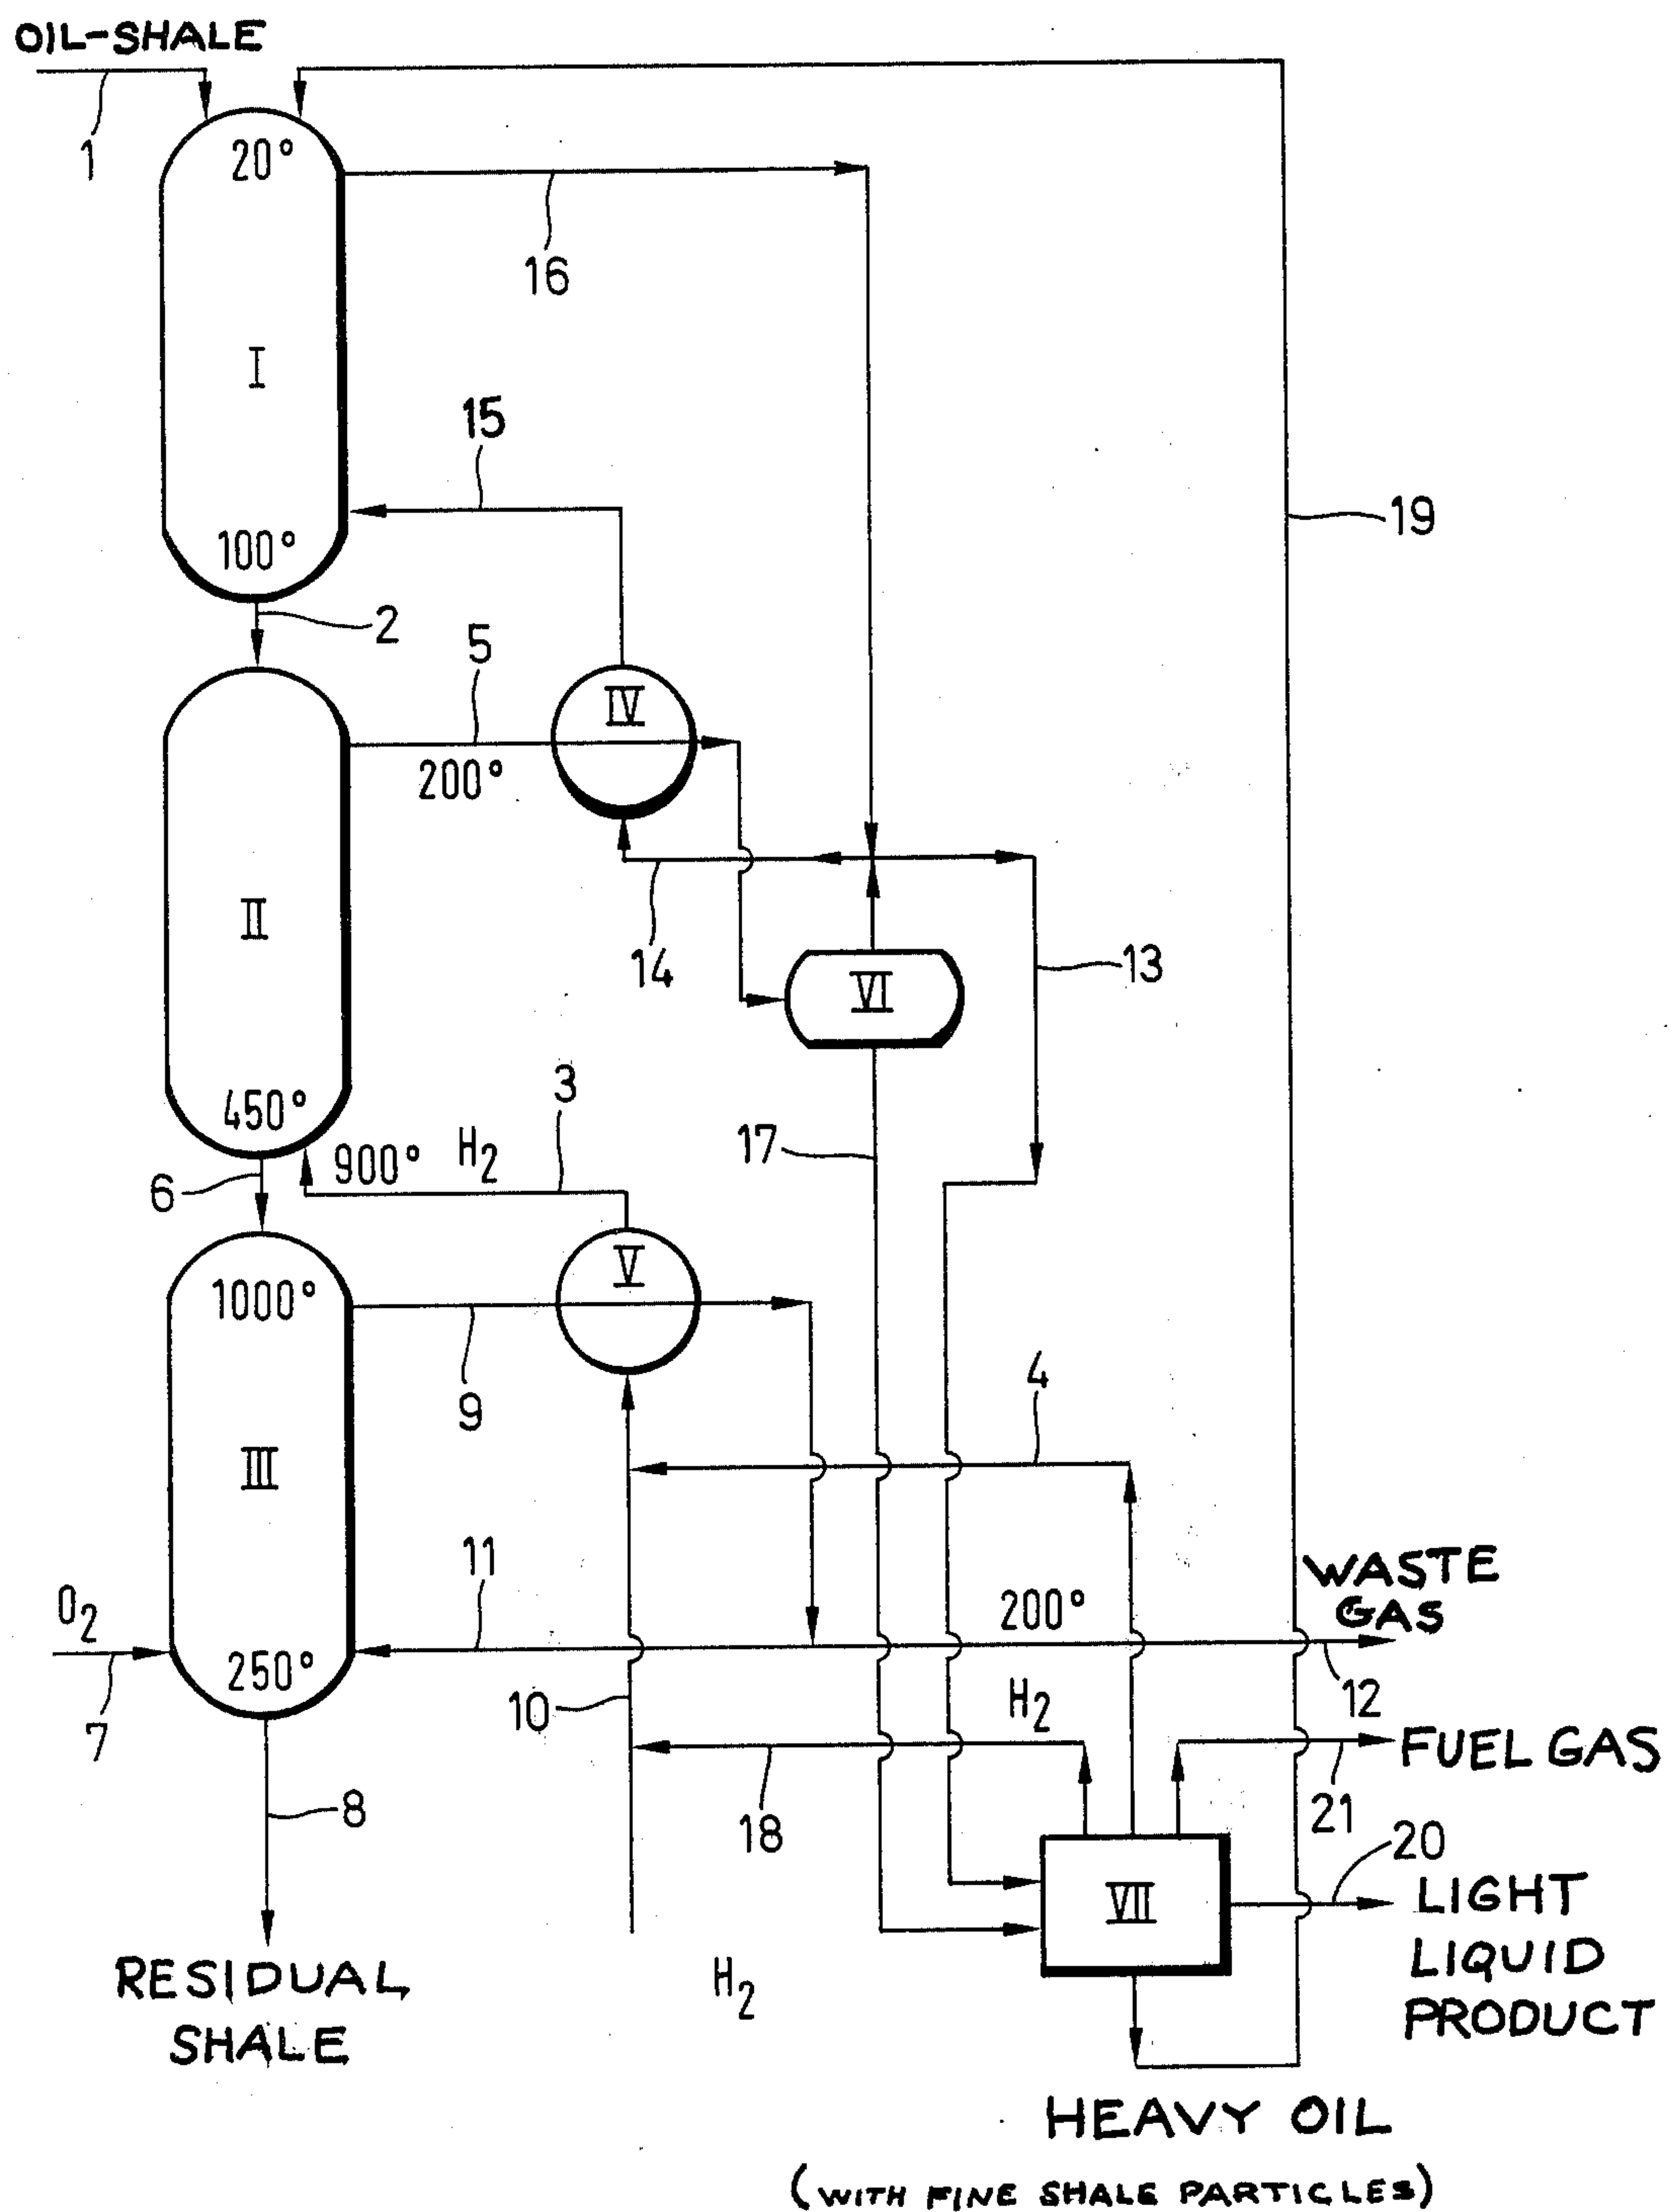 OIL-SHALE
1
20°
16
I
15
19
100°
2
5
IV
200°
II
14
13
VI
3
450°
17
900° H2
6
V
1000°
4
9
III
11
WASTE
GAS
O2
200°
250°
12
10
H2
7
FUEL GAS
8
18
21
20
VII
LIGHT
LIQUID
PRODUCT
RESIDUAL
SHALE
H2
HEAVY OIL
(WITH FINE SHALE PARTICLES)